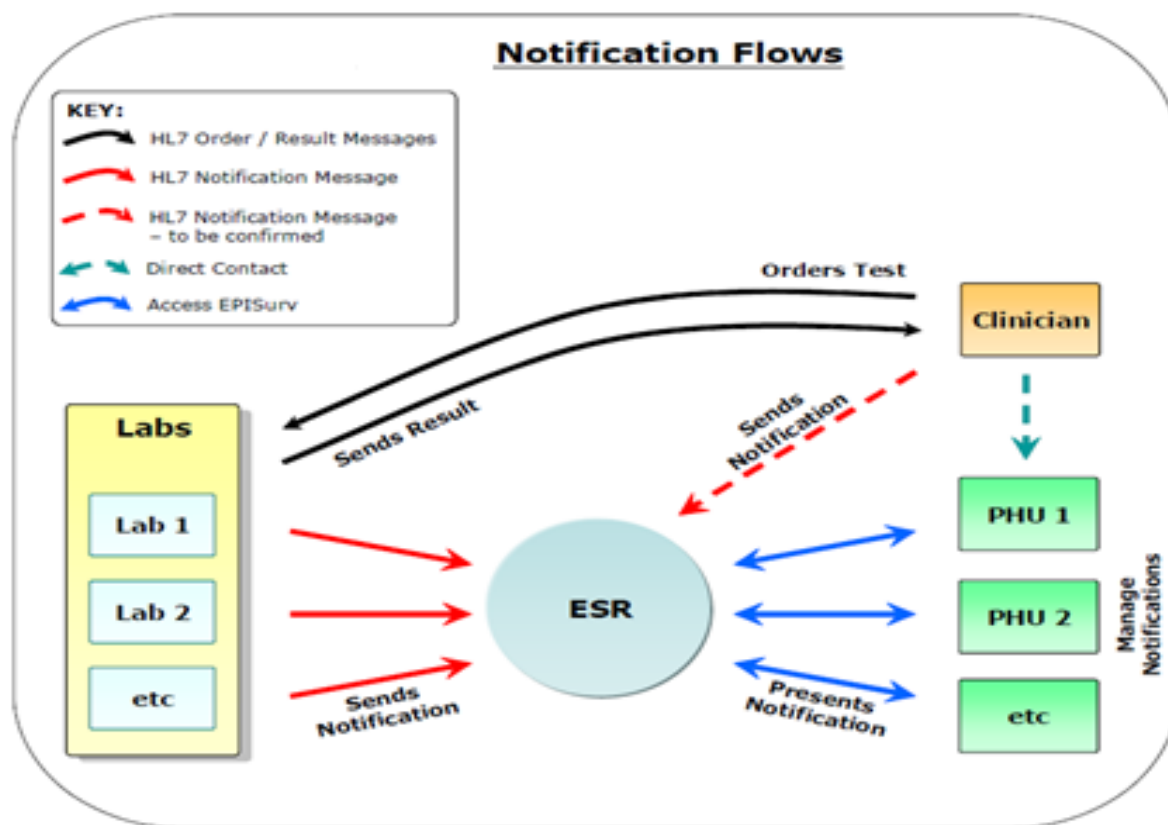 Notification Flows
KEY:
HL7 Order / Result Messages
HL7 Notification Message
HL7 Notification Message
– to be confirmed
Direct Contact
Access EPISurv
Orders Test
Clinician
Sends Result
Sends
Notification
Labs
Lab 1
Lab 2
etc
Sends
Notification
ESR
Presents
Notification
PHU 1
PHU 2
etc
Manage
Notifications